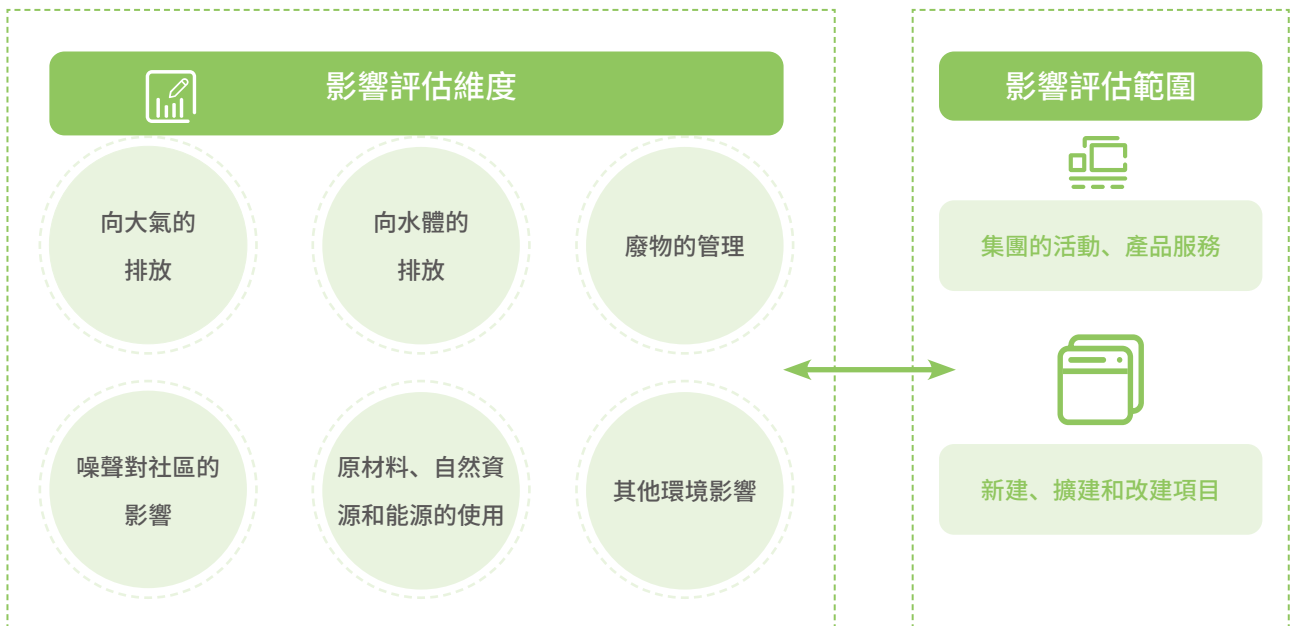 影響評估維度
向大氣的
排放
向水體的
排放
廢物的管理
噪聲對社區的
影響
原材料、自然資
源和能源的使用
其他環境影響
影響評估範圍
集團的活動、產品服務
新建、擴建和改建項目